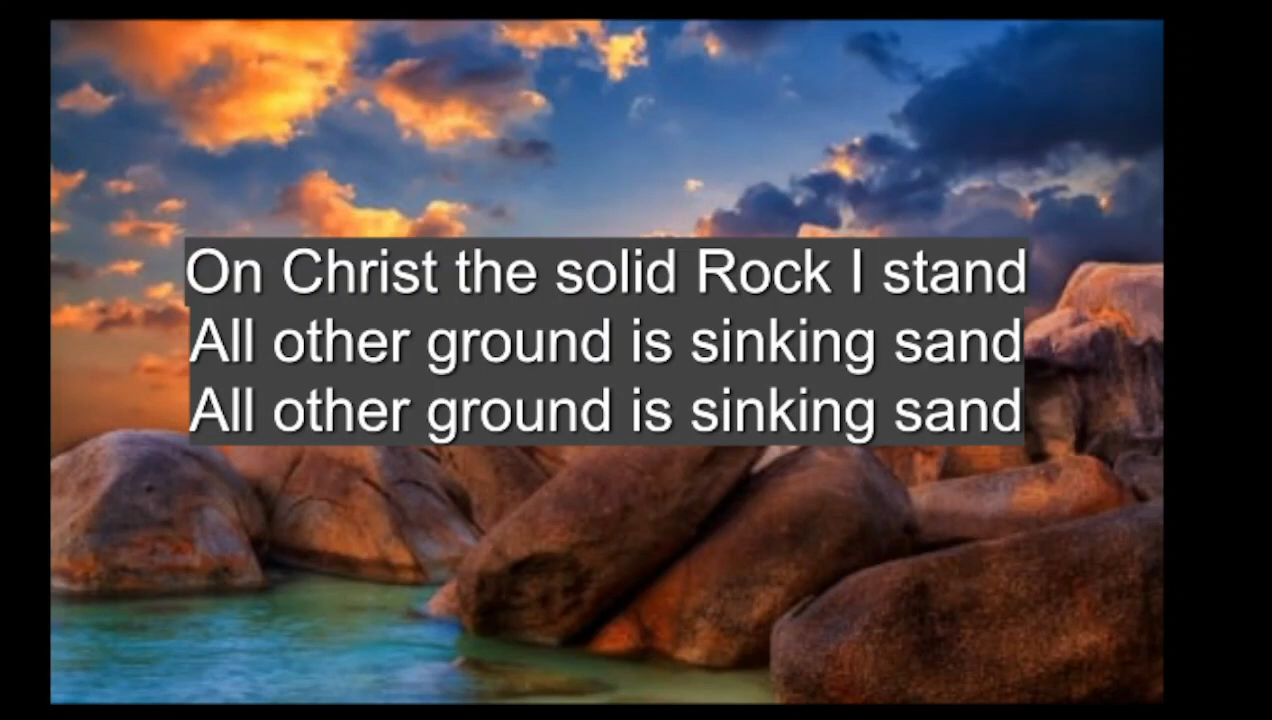 On Christ the solid Rock I stand
All other ground is sinking sand
All other ground is sinking sand